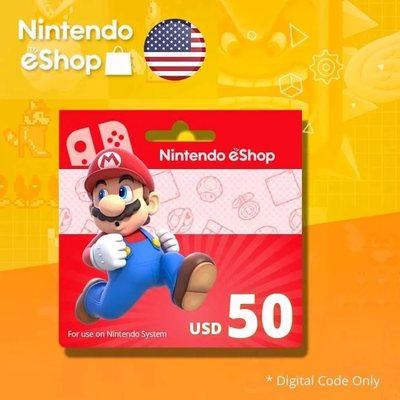 Nintendo
eShop
M
Nintendo eShop
For use on Nintendo System
USD 50
* Digital Code Only